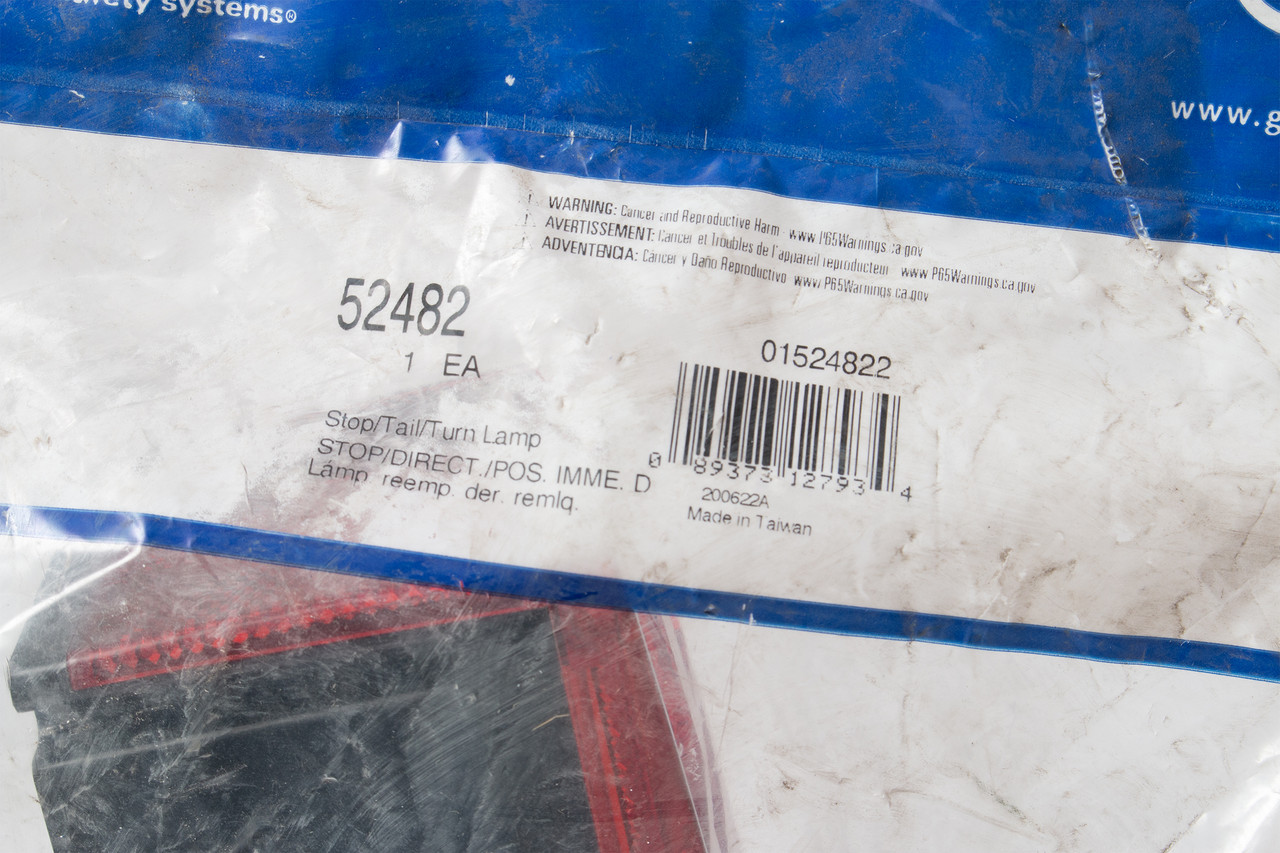 systems®
www.g
WARNING: Cancer and Reproductive Harm - www.P65Warnings.ca.gov
AVERTISSEMENT: Cancer et Troubles de l'appareil reproducteur www.P65Warnings.ca.gov
ADVENTENCIA: Cáncer y Daño Reproductivo www.P65Warnings.ca.gov
52482
1 EA
01524822
Stop/Tail/Turn Lamp
STOP/DIRECT./POS. IMME. D
Lámp. reemp. der. remlq.
0 89373 12793 4
200622A
Made in Taiwan